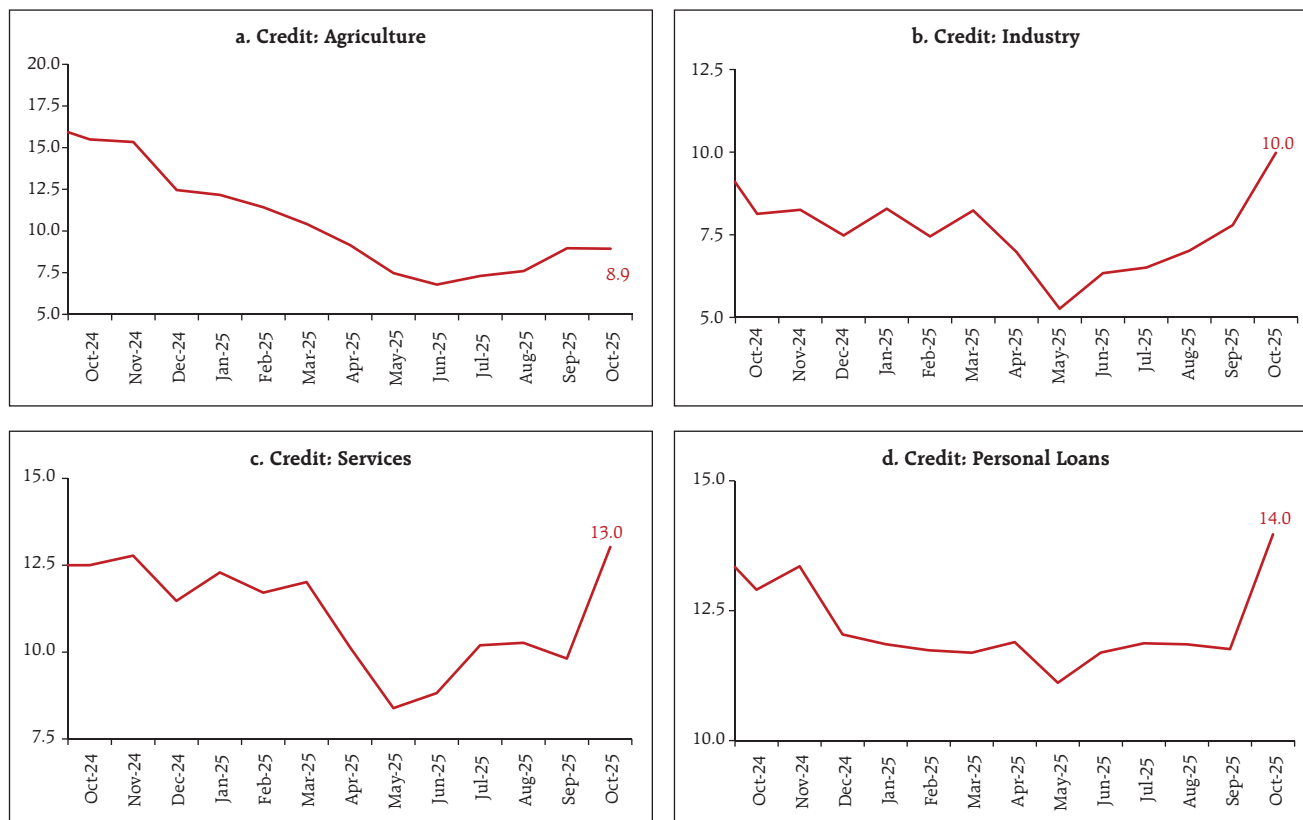 a. Credit: Agriculture
20.0
17.5
15.0
12.5
10.0
7.5
5.0
8.9
Oct-24
Nov-24
Dec-24
Jan-25
Feb-25
Mar-25
Apr-25
May-25
Jun-25
Jul-25
Aug-25
Sep-25
Oct-25
b. Credit: Industry
12.5
10.0
7.5
5.0
10.0
Oct-24
Nov-24
Dec-24
Jan-25
Feb-25
Mar-25
Apr-25
May-25
Jun-25
Jul-25
Aug-25
Sep-25
Oct-25
c. Credit: Services
15.0
12.5
10.0
7.5
13.0
Oct-24
Nov-24
Dec-24
Jan-25
Feb-25
Mar-25
Apr-25
May-25
Jun-25
Jul-25
Aug-25
Sep-25
Oct-25
d. Credit: Personal Loans
15.0
12.5
10.0
14.0
Oct-24
Nov-24
Dec-24
Jan-25
Feb-25
Mar-25
Apr-25
May-25
Jun-25
Jul-25
Aug-25
Sep-25
Oct-25